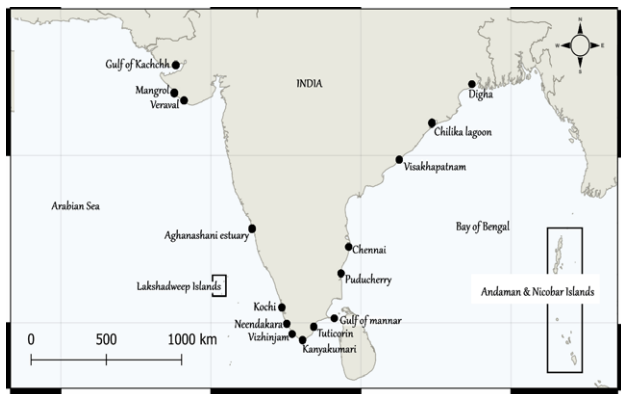 N
W E
S
Gulf of Kachchh
INDIA
Mangrol
Digha
Veraval
Chilika lagoon
Visakhapatnam
Arabian Sea
Bay of Bengal
Aghanashani estuary
Chennai
Puducherry
Lakshadweep Islands
Andaman & Nicobar Islands
Kochi
Gulf of mannar
Neendakara
Tuticorin
Vizhinjam
Kanyakumari
0 500 1000 km